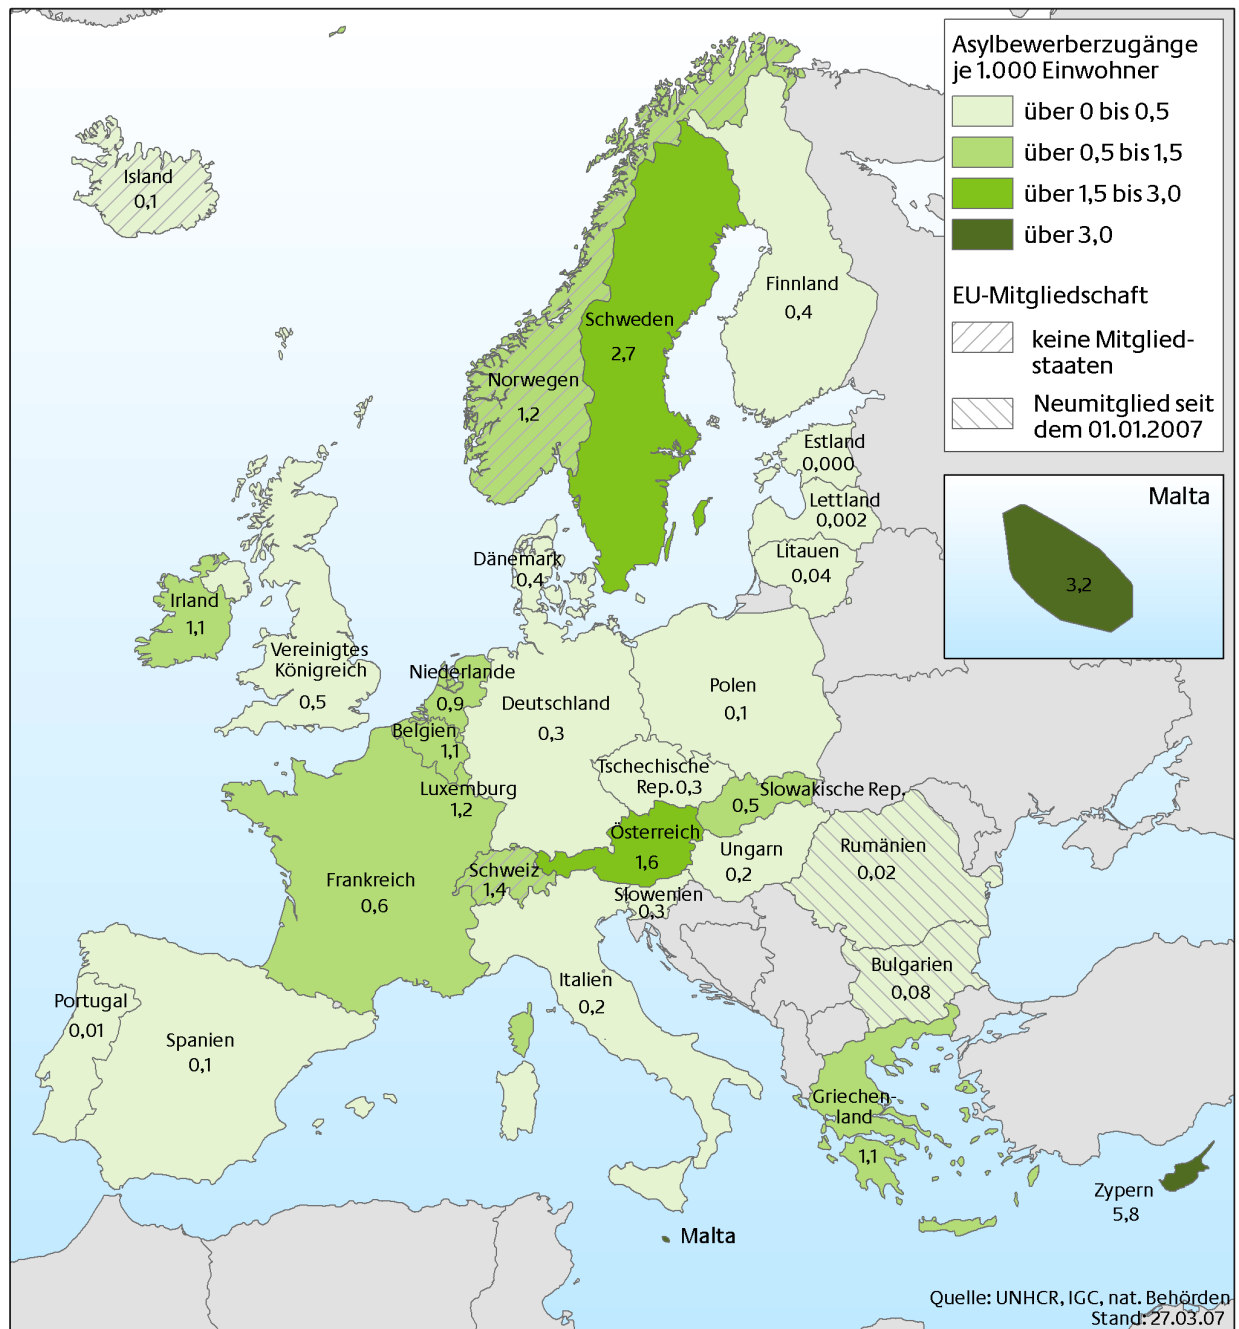 Asylbewerberzugänge
je 1.000 Einwohner
über 0 bis 0,5
über 0,5 bis 1,5
über 1,5 bis 3,0
über 3,0
EU-Mitgliedschaft
keine Mitglied-
staaten
Neumitglied seit
dem 01.01.2007
Malta
3,2
Island
0,1
Finnland
0,4
Schweden
2,7
Norwegen
1,2
Estland
0,000
Lettland
0,002
Litauen
0,04
Dänemark
0,4
Irland
1,1
Vereinigtes
Königreich
0,5
Niederlande
0,9
Belgien
1,1
Luxemburg
1,2
Deutschland
0,3
Polen
0,1
Tschechische
Rep. 0,3
Slowakische Rep.
0,5
Österreich
1,6
Ungarn
0,2
Rumänien
0,02
Schweiz
1,4
Slowenien
0,3
Frankreich
0,6
Bulgarien
0,08
Italien
0,2
Portugal
0,01
Spanien
0,1
Griechen-
land
1,1
Zypern
5,8
Malta
Quelle: UNHCR, IGC, nat. Behörden
Stand: 27.03.07